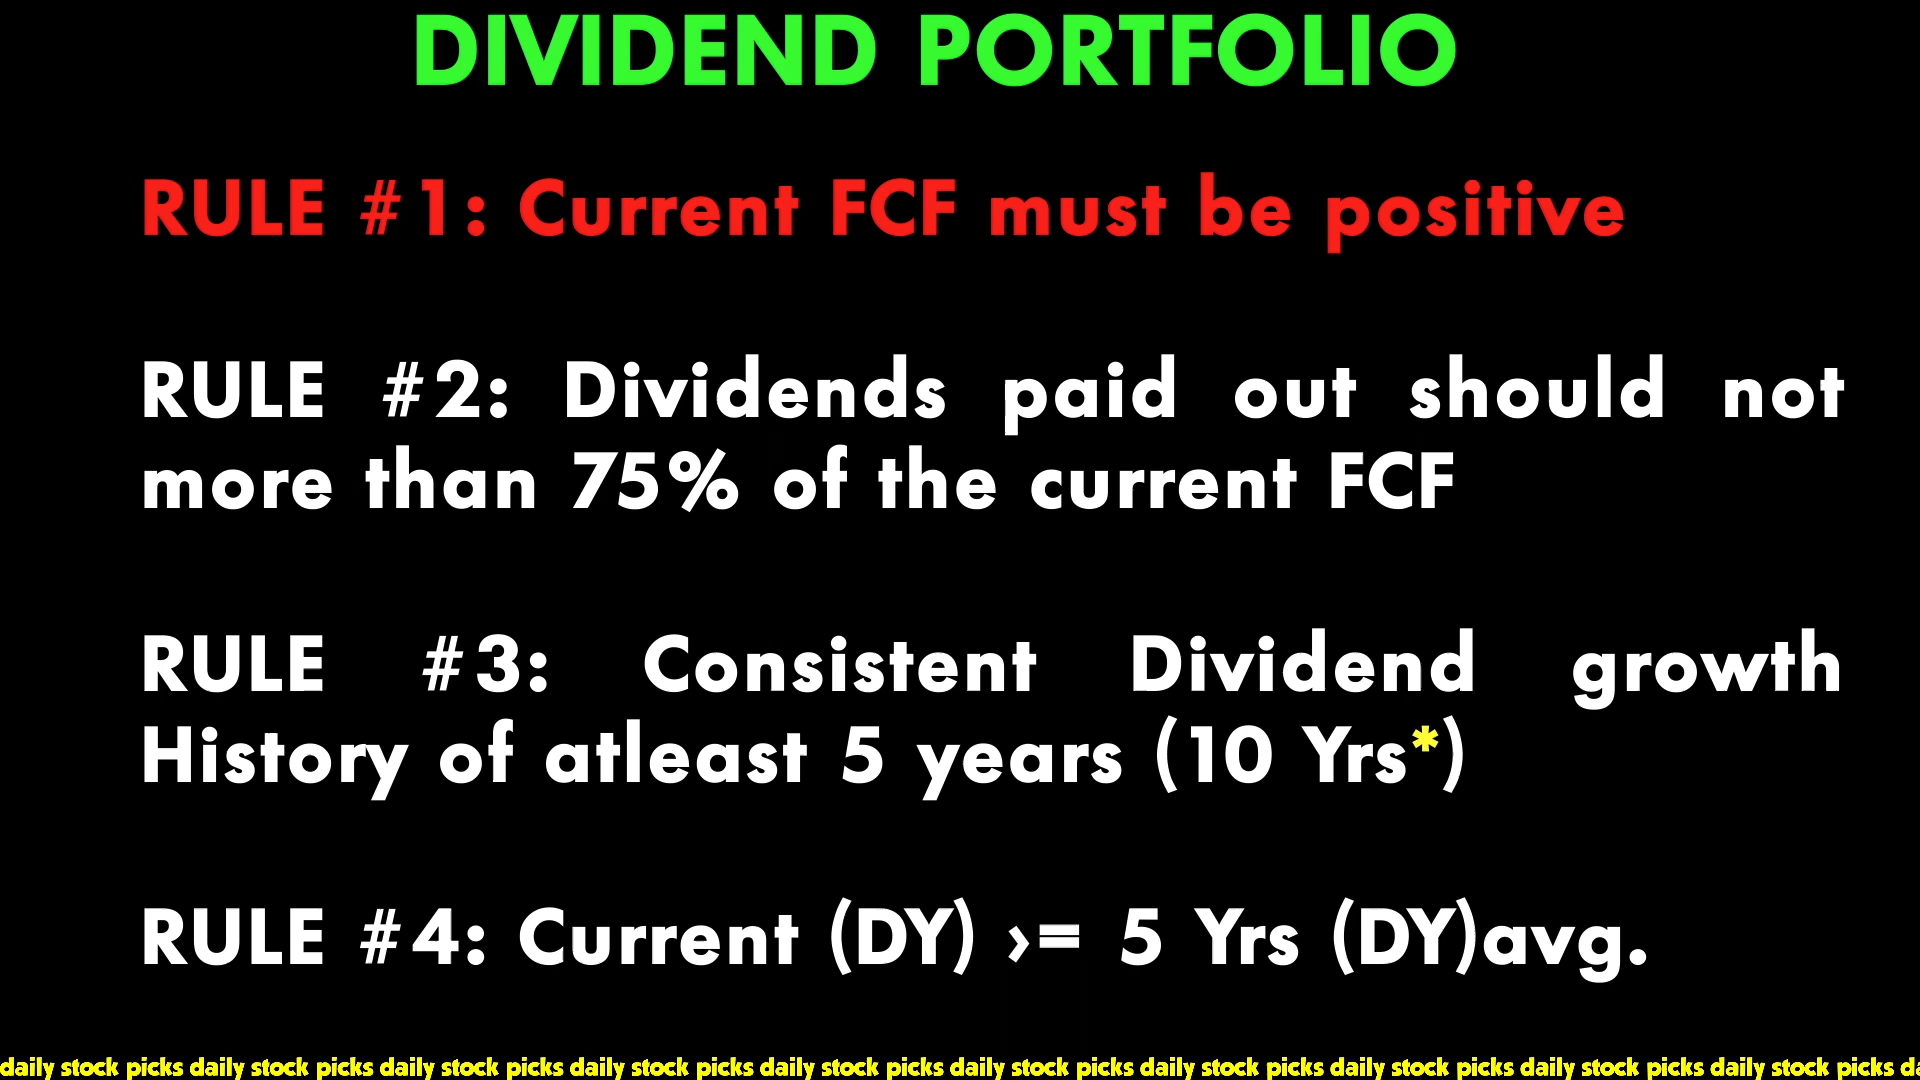 DIVIDEND PORTFOLIO
RULE #1: Current FCF must be positive
RULE #2: Dividends paid out should not
more than 75% of the current FCF
RULE #3: Consistent Dividend growth
History of atleast 5 years (10 Yrs*)
RULE #4: Current (DY) >= 5 Yrs (DY)avg.
daily stock picks daily stock picks daily stock picks daily stock picks daily stock picks daily stock picks daily stock picks daily stock picks daily stock picks daily stock picks da